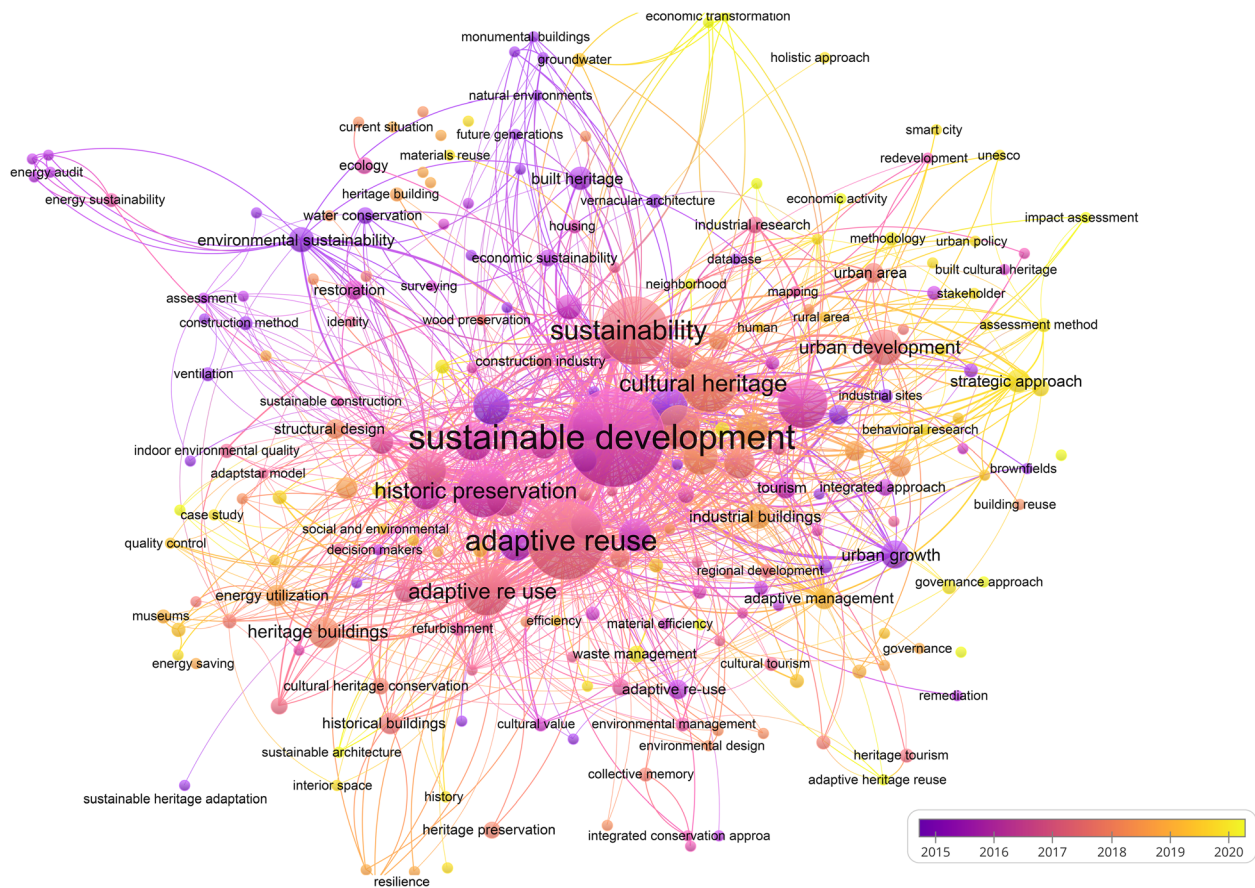 economic transformation
monumental buildings
groundwater
holistic approach
natural environments
current situation
future generations
smart city
materials reuse
redevelopment
unesco
ecology
energy audit
built heritage
energy sustainability
heritage building
vernacular architecture
economic activity
water conservation
housing
industrial research
impact assessment
environmental sustainability
methodology
urban policy
economic sustainability
database
built cultural heritage
urban area
restoration
surveying
neighborhood
mapping
stakeholder
assessment
wood preservation
rural area
construction method
identity
sustainability
human
assessment method
urban development
construction industry
ventilation
cultural heritage
strategic approach
sustainable construction
industrial sites
structural design
sustainable development
behavioral research
indoor environmental quality
adaptstar model
brownfields
historic preservation
tourism
integrated approach
building reuse
case study
social and environmental
industrial buildings
quality control
decision makers
adaptive reuse
urban growth
regional development
governance approach
energy utilization
adaptive re use
adaptive management
museums
heritage buildings
refurbishment
efficiency
material efficiency
energy saving
waste management
cultural tourism
governance
cultural heritage conservation
adaptive re-use
remediation
historical buildings
cultural value
environmental management
environmental design
sustainable architecture
heritage tourism
collective memory
adaptive heritage reuse
interior space
sustainable heritage adaptation
history
heritage preservation
integrated conservation approa
resilience
2015 2016 2017 2018 2019 2020